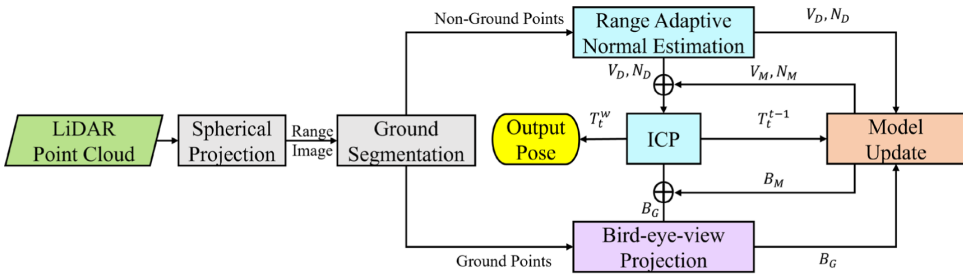 Non-Ground Points
Range Adaptive
Normal Estimation
V_D, N_D
V_D, N_D
V_M, N_M
LiDAR
Point Cloud
Spherical
Projection
Range
Image
Ground
Segmentation
Output
Pose
T_t^w
ICP
T_t^{t-1}
Model
Update
B_M
B_G
Ground Points
Bird-eye-view
Projection
B_G